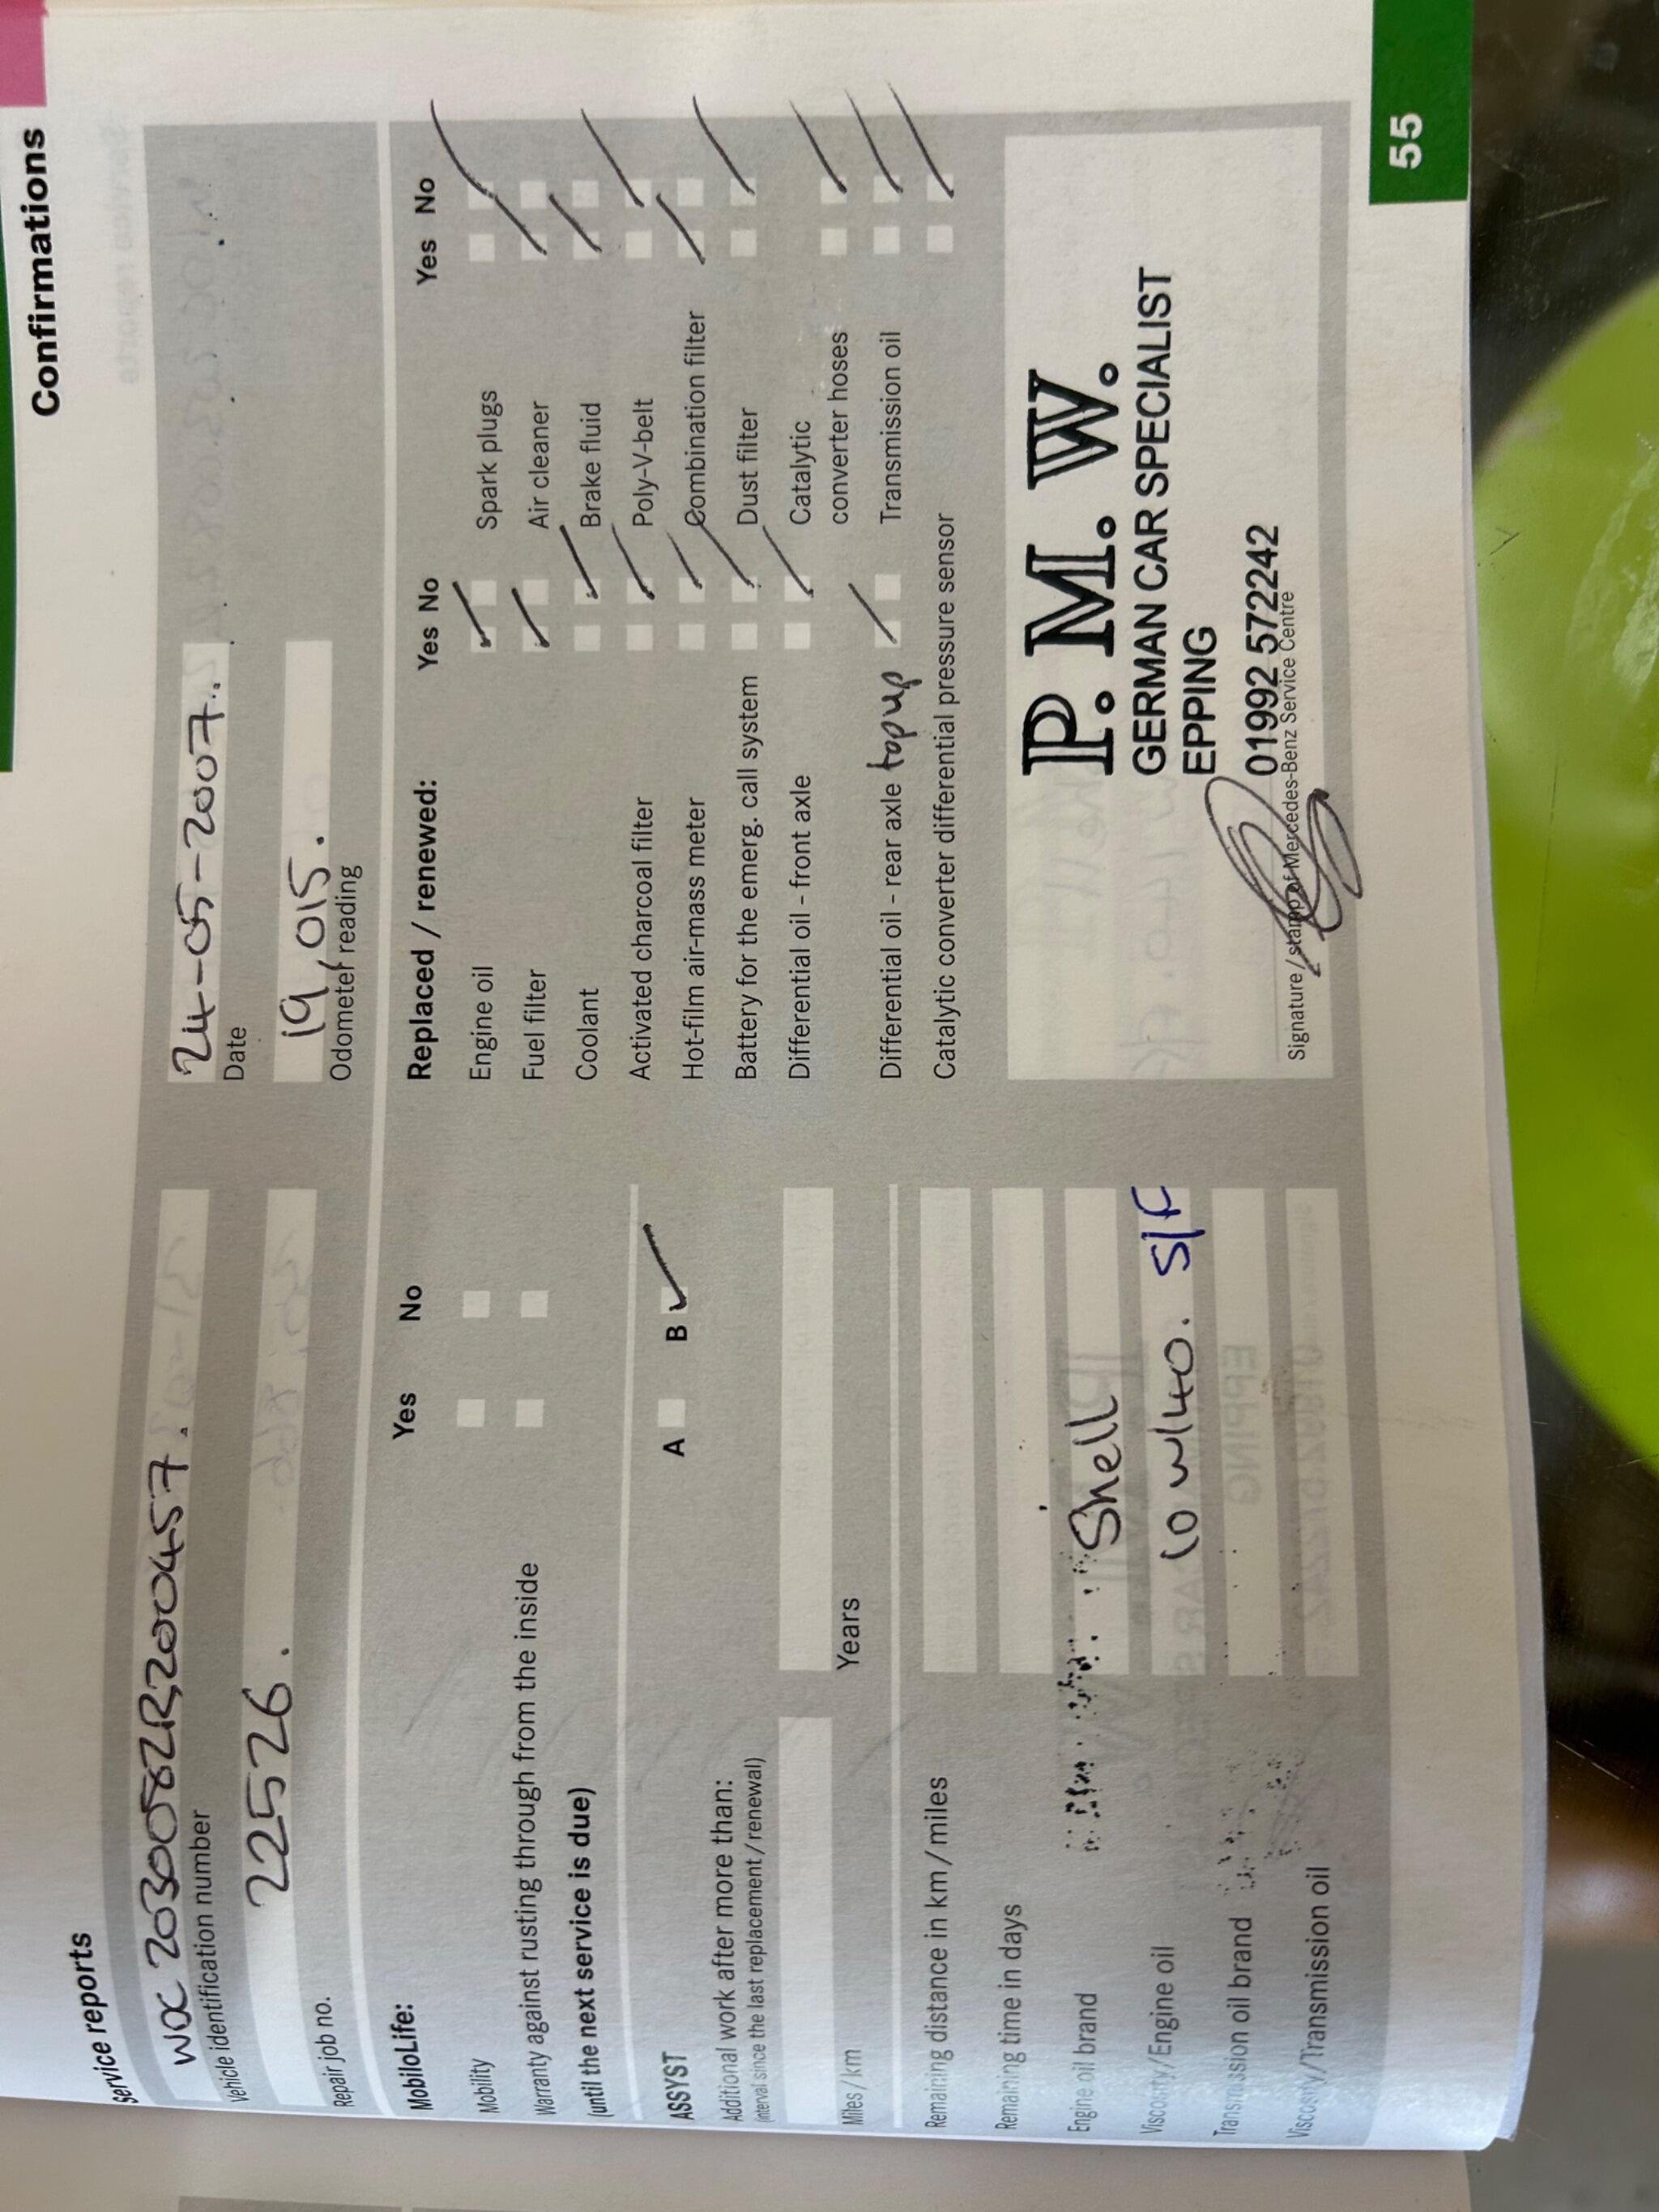 Confirmations
Service reports
WDC 2030082R200457.
Vehicle identification number
22526.
Repair job no.
24-05-2007.
Date
19,015.
Odometer reading
MobiloLife:
Yes No
Mobility
Warranty against rusting through from the inside
(until the next service is due)
ASSYST
A B ✓
Additional work after more than:
(interval since the last replacement/renewal)
Miles/km Years
Remaining distance in km/miles
Remaining time in days
Engine oil brand Shell
Viscosity/Engine oil 10w/40. S/F
Transmission oil brand
Viscosity/Transmission oil
Replaced / renewed:
Yes No
Yes No
Engine oil
Spark plugs
Fuel filter
Air cleaner
Coolant
Brake fluid
Activated charcoal filter
Poly-V-belt
Hot-film air-mass meter
Combination filter
Battery for the emerg. call system
Dust filter
Differential oil - front axle
Catalytic
converter hoses
Differential oil - rear axle topup
Transmission oil
Catalytic converter differential pressure sensor
P. M. W.
GERMAN CAR SPECIALIST
EPPING
01992 572242
Signature/stamp of Mercedes-Benz Service Centre
55